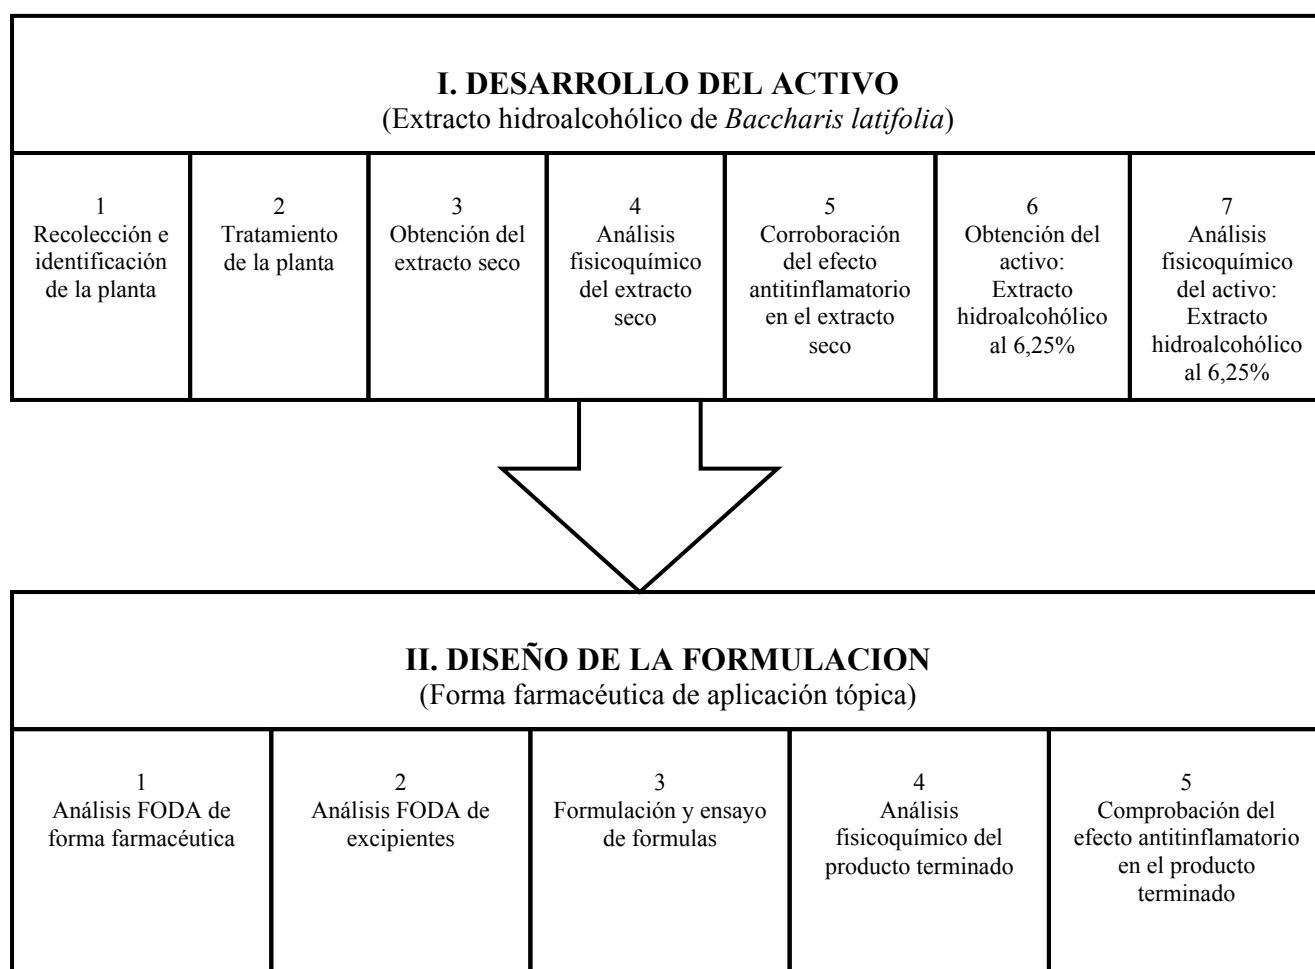 I. DESARROLLO DEL ACTIVO
(Extracto hidroalcohólico de Baccharis latifolia)
1
Recolección e
identificación
de la planta
2
Tratamiento
de la planta
3
Obtención del
extracto seco
4
Análisis
fisicoquímico
del extracto
seco
5
Corroboración
del efecto
antitinflamatorio
en el extracto
seco
6
Obtención del
activo:
Extracto
hidroalcohólico
al 6,25%
7
Análisis
fisicoquímico
del activo:
Extracto
hidroalcohólico
al 6,25%
II. DISEÑO DE LA FORMULACION
(Forma farmacéutica de aplicación tópica)
1
Análisis FODA de
forma farmacéutica
2
Análisis FODA de
excipientes
3
Formulación y ensayo
de formulas
4
Análisis
fisicoquímico del
producto terminado
5
Comprobación del
efecto antitinflamatorio
en el producto
terminado